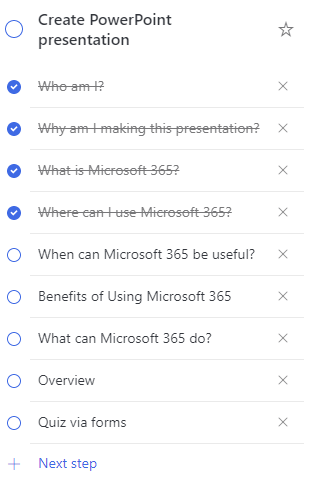 Create PowerPoint
presentation
Who am I?
Why am I making this presentation?
What is Microsoft 365?
Where can I use Microsoft 365?
When can Microsoft 365 be useful?
Benefits of Using Microsoft 365
What can Microsoft 365 do?
Overview
Quiz via forms
Next step